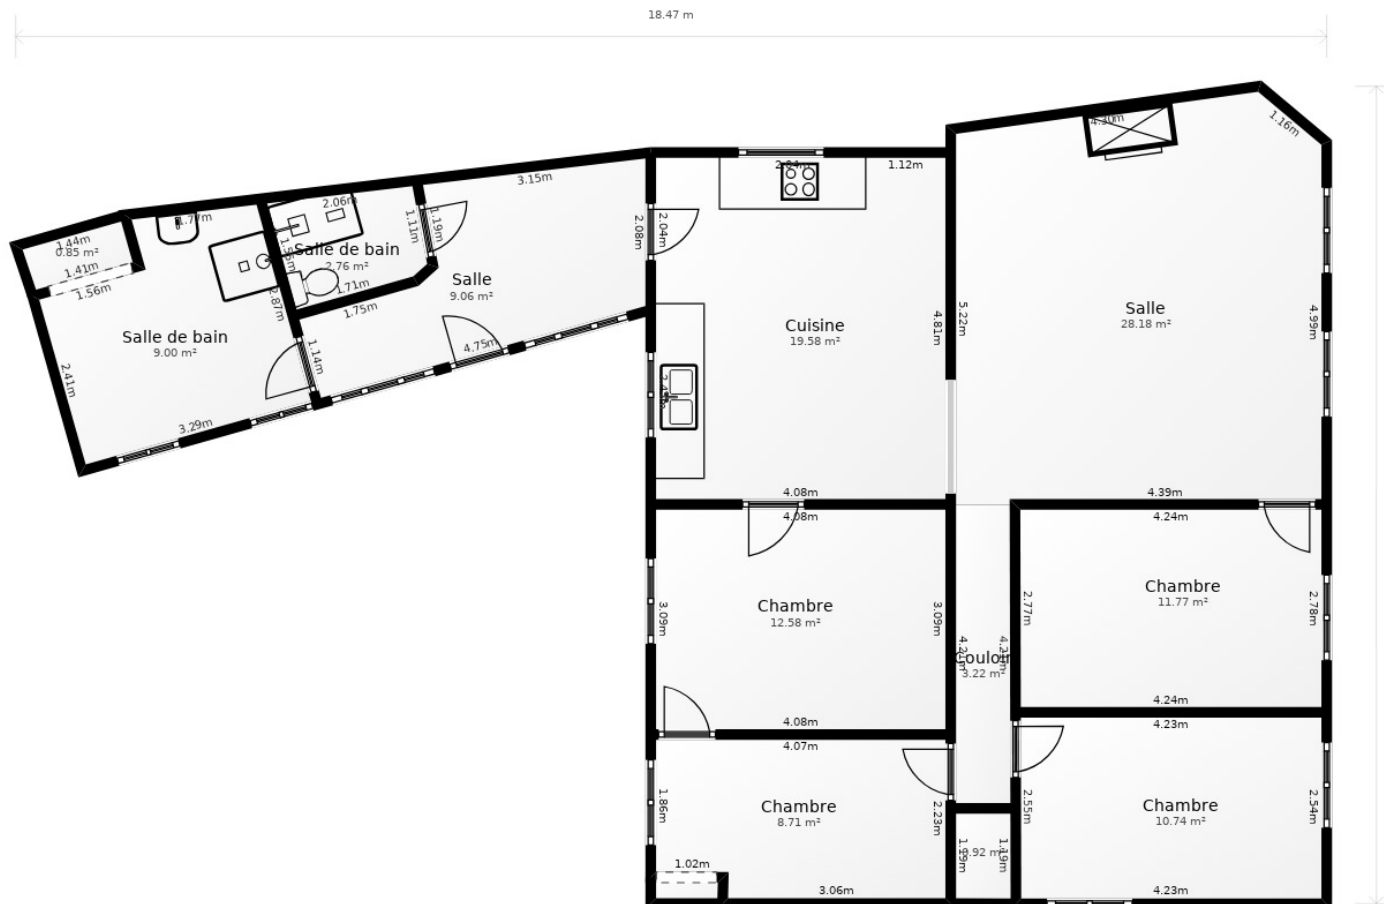 18.47 m
1.16m
4.30m
2.04m
1.12m
3.15m
2.06m
1.77m
1.11m
1.19m
2.08m
2.04m
1.44m
0.85 m²
1.41m
1.56m
Salle de bain
2.76 m²
1.71m
1.75m
2.87m
Salle
9.06 m²
Salle de bain
9.00 m²
2.41m
1.14m
4.75m
3.29m
Cuisine
19.58 m²
4.81m
5.22m
Salle
28.18 m²
4.99m
4.08m
4.39m
4.08m
4.24m
Chambre
12.58 m²
3.09m
3.09m
Chambre
11.77 m²
2.77m
2.78m
Couloir
3.22 m²
4.08m
4.24m
4.07m
4.23m
Chambre
8.71 m²
1.86m
2.23m
Chambre
10.74 m²
2.55m
2.54m
1.19m
1.19m
1.02m
3.06m
4.23m